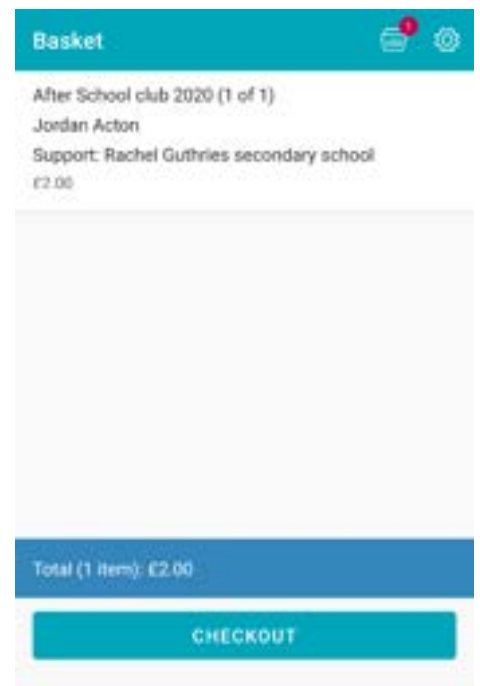 Basket
1
After School club 2020 (1 of 1)
Jordan Acton
Support: Rachel Guthries secondary school
£2.00
Total (1 item): £2.00
CHECKOUT